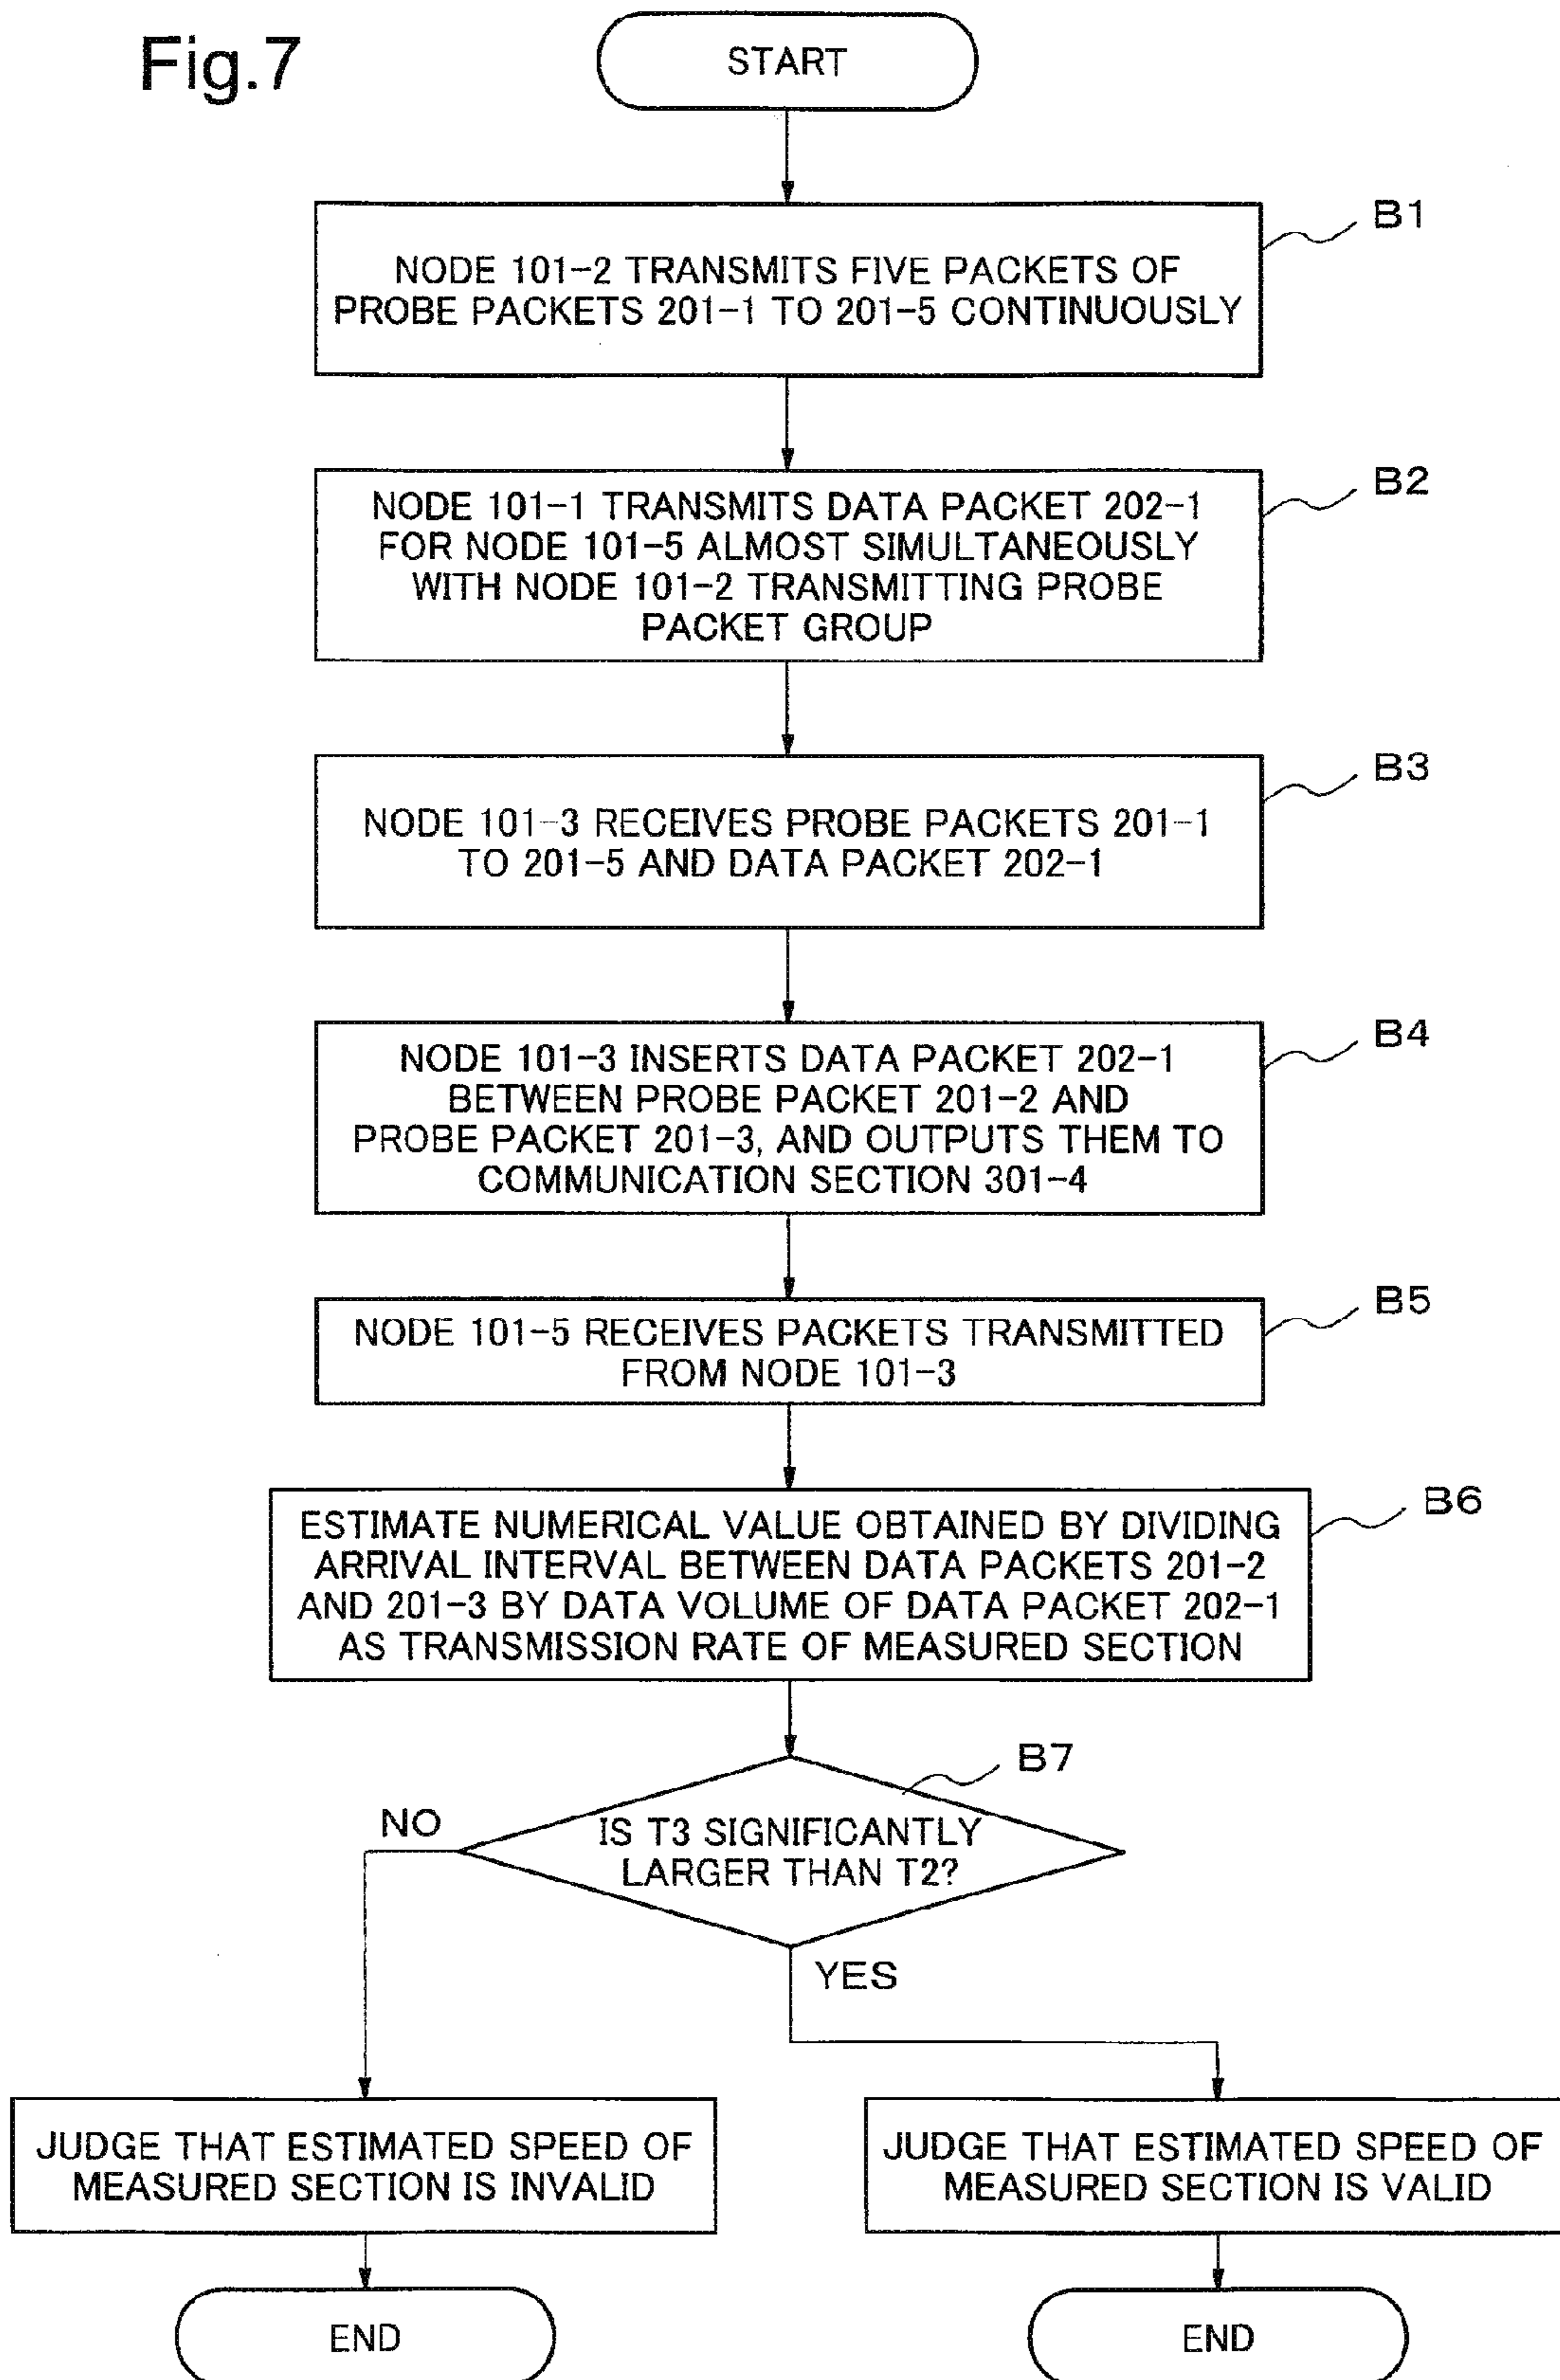 Fig.7
START
B1
NODE 101-2 TRANSMITS FIVE PACKETS OF
PROBE PACKETS 201-1 TO 201-5 CONTINUOUSLY
B2
NODE 101-1 TRANSMITS DATA PACKET 202-1
FOR NODE 101-5 ALMOST SIMULTANEOUSLY
WITH NODE 101-2 TRANSMITTING PROBE
PACKET GROUP
B3
NODE 101-3 RECEIVES PROBE PACKETS 201-1
TO 201-5 AND DATA PACKET 202-1
B4
NODE 101-3 INSERTS DATA PACKET 202-1
BETWEEN PROBE PACKET 201-2 AND
PROBE PACKET 201-3, AND OUTPUTS THEM TO
COMMUNICATION SECTION 301-4
B5
NODE 101-5 RECEIVES PACKETS TRANSMITTED
FROM NODE 101-3
B6
ESTIMATE NUMERICAL VALUE OBTAINED BY DIVIDING
ARRIVAL INTERVAL BETWEEN DATA PACKETS 201-2
AND 201-3 BY DATA VOLUME OF DATA PACKET 202-1
AS TRANSMISSION RATE OF MEASURED SECTION
B7
NO
IS T3 SIGNIFICANTLY
LARGER THAN T2?
YES
JUDGE THAT ESTIMATED SPEED OF
MEASURED SECTION IS INVALID
JUDGE THAT ESTIMATED SPEED OF
MEASURED SECTION IS VALID
END
END